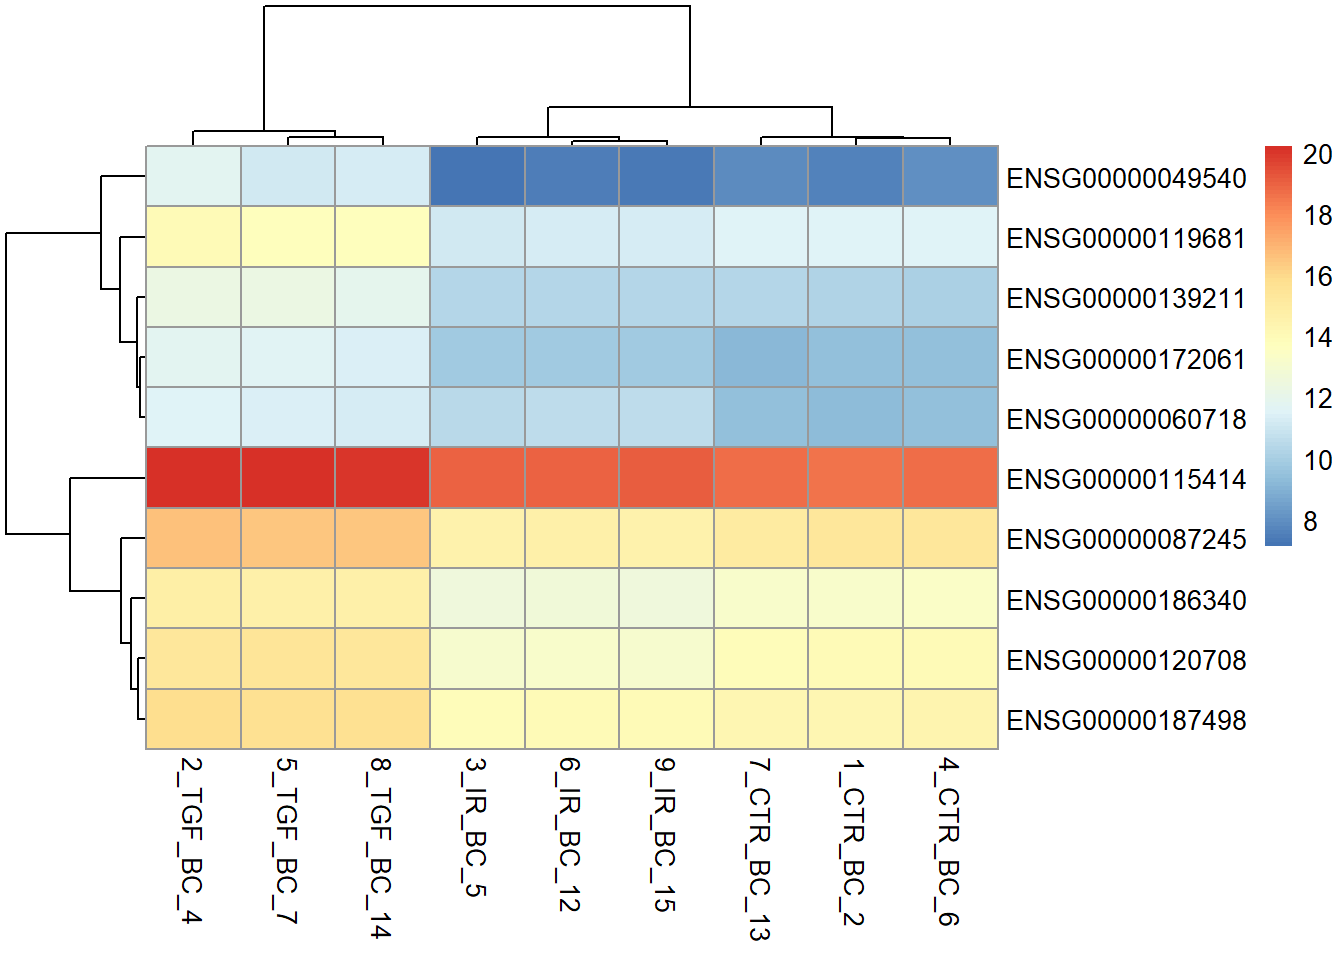 20
18
16
14
12
10
8
ENSG00000049540
ENSG00000119681
ENSG00000139211
ENSG00000172061
ENSG00000060718
ENSG00000115414
ENSG00000087245
ENSG00000186340
ENSG00000120708
ENSG00000187498
2_TGF_BC_4
5_TGF_BC_7
8_TGF_BC_14
3_IR_BC_5
6_IR_BC_12
9_IR_BC_15
7_CTR_BC_13
1_CTR_BC_2
4_CTR_BC_6